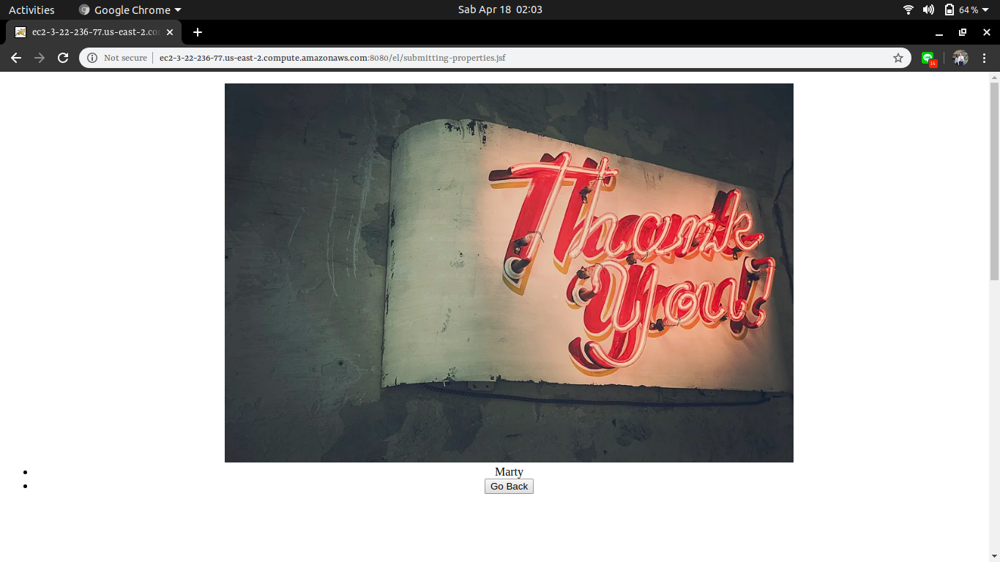 Activities
Google Chrome
Sab Apr 18 02:03
64 %
ec2-3-22-236-77.us-east-2.co
Not secure
ec2-3-22-236-77.us-east-2.compute.amazonaws.com:8080/el/submitting-properties.jsf
14
Thank
You!
Marty
Go Back